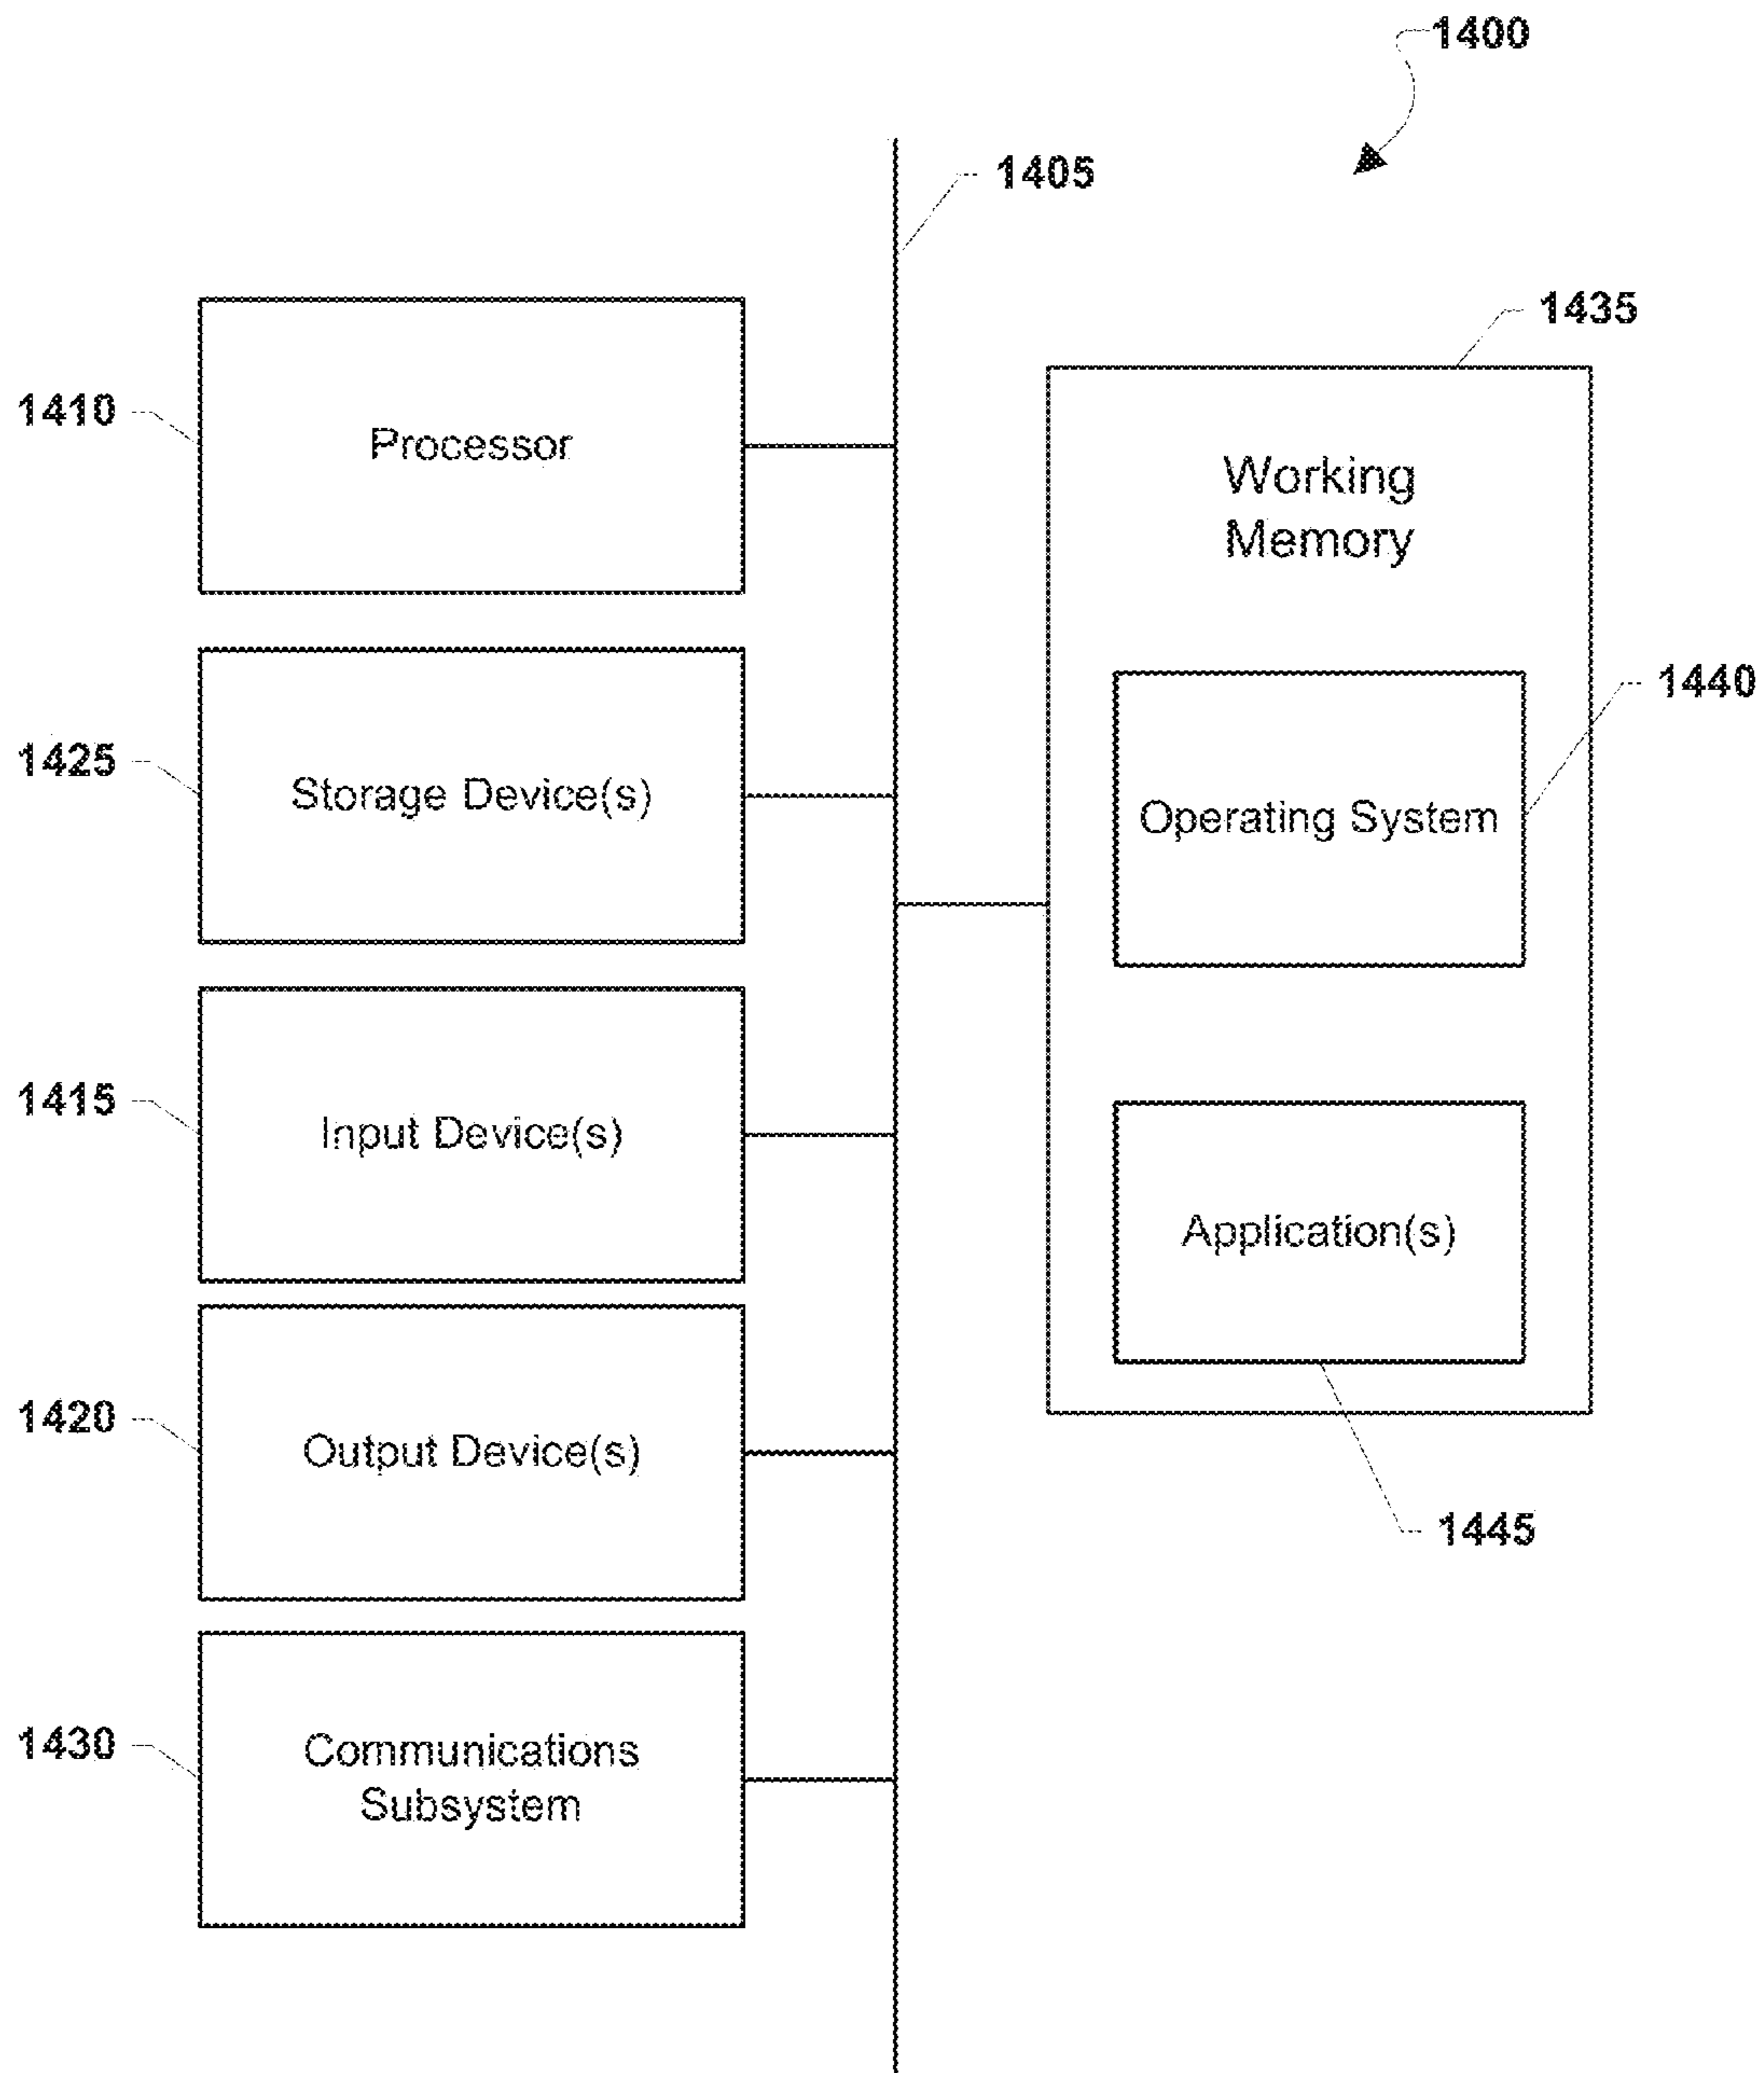 1400
1405
1435
1410
Processor
Working
Memory
1440
1425
Storage Device(s)
Operating System
1415
Input Device(s)
Application(s)
1420
Output Device(s)
1445
1430
Communications
Subsystem